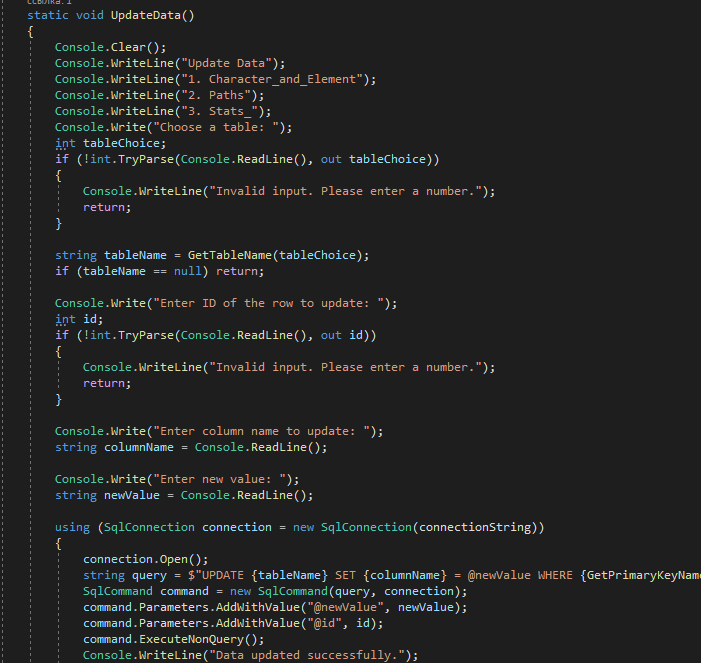 ссылка: 1
static void UpdateData()
{
Console.Clear();
Console.WriteLine("Update Data");
Console.WriteLine("1. Character_and_Element");
Console.WriteLine("2. Paths");
Console.WriteLine("3. Stats_");
Console.Write("Choose a table: ");
int tableChoice;
if (!int.TryParse(Console.ReadLine(), out tableChoice))
{
Console.WriteLine("Invalid input. Please enter a number.");
return;
}
string tableName = GetTableName(tableChoice);
if (tableName == null) return;
Console.Write("Enter ID of the row to update: ");
int id;
if (!int.TryParse(Console.ReadLine(), out id))
{
Console.WriteLine("Invalid input. Please enter a number.");
return;
}
Console.Write("Enter column name to update: ");
string columnName = Console.ReadLine();
Console.Write("Enter new value: ");
string newValue = Console.ReadLine();
using (SqlConnection connection = new SqlConnection(connectionString))
{
connection.Open();
string query = $"UPDATE {tableName} SET {columnName} = @newValue WHERE {GetPrimaryKeyName
SqlCommand command = new SqlCommand(query, connection);
command.Parameters.AddWithValue("@newValue", newValue);
command.Parameters.AddWithValue("@id", id);
command.ExecuteNonQuery();
Console.WriteLine("Data updated successfully.");